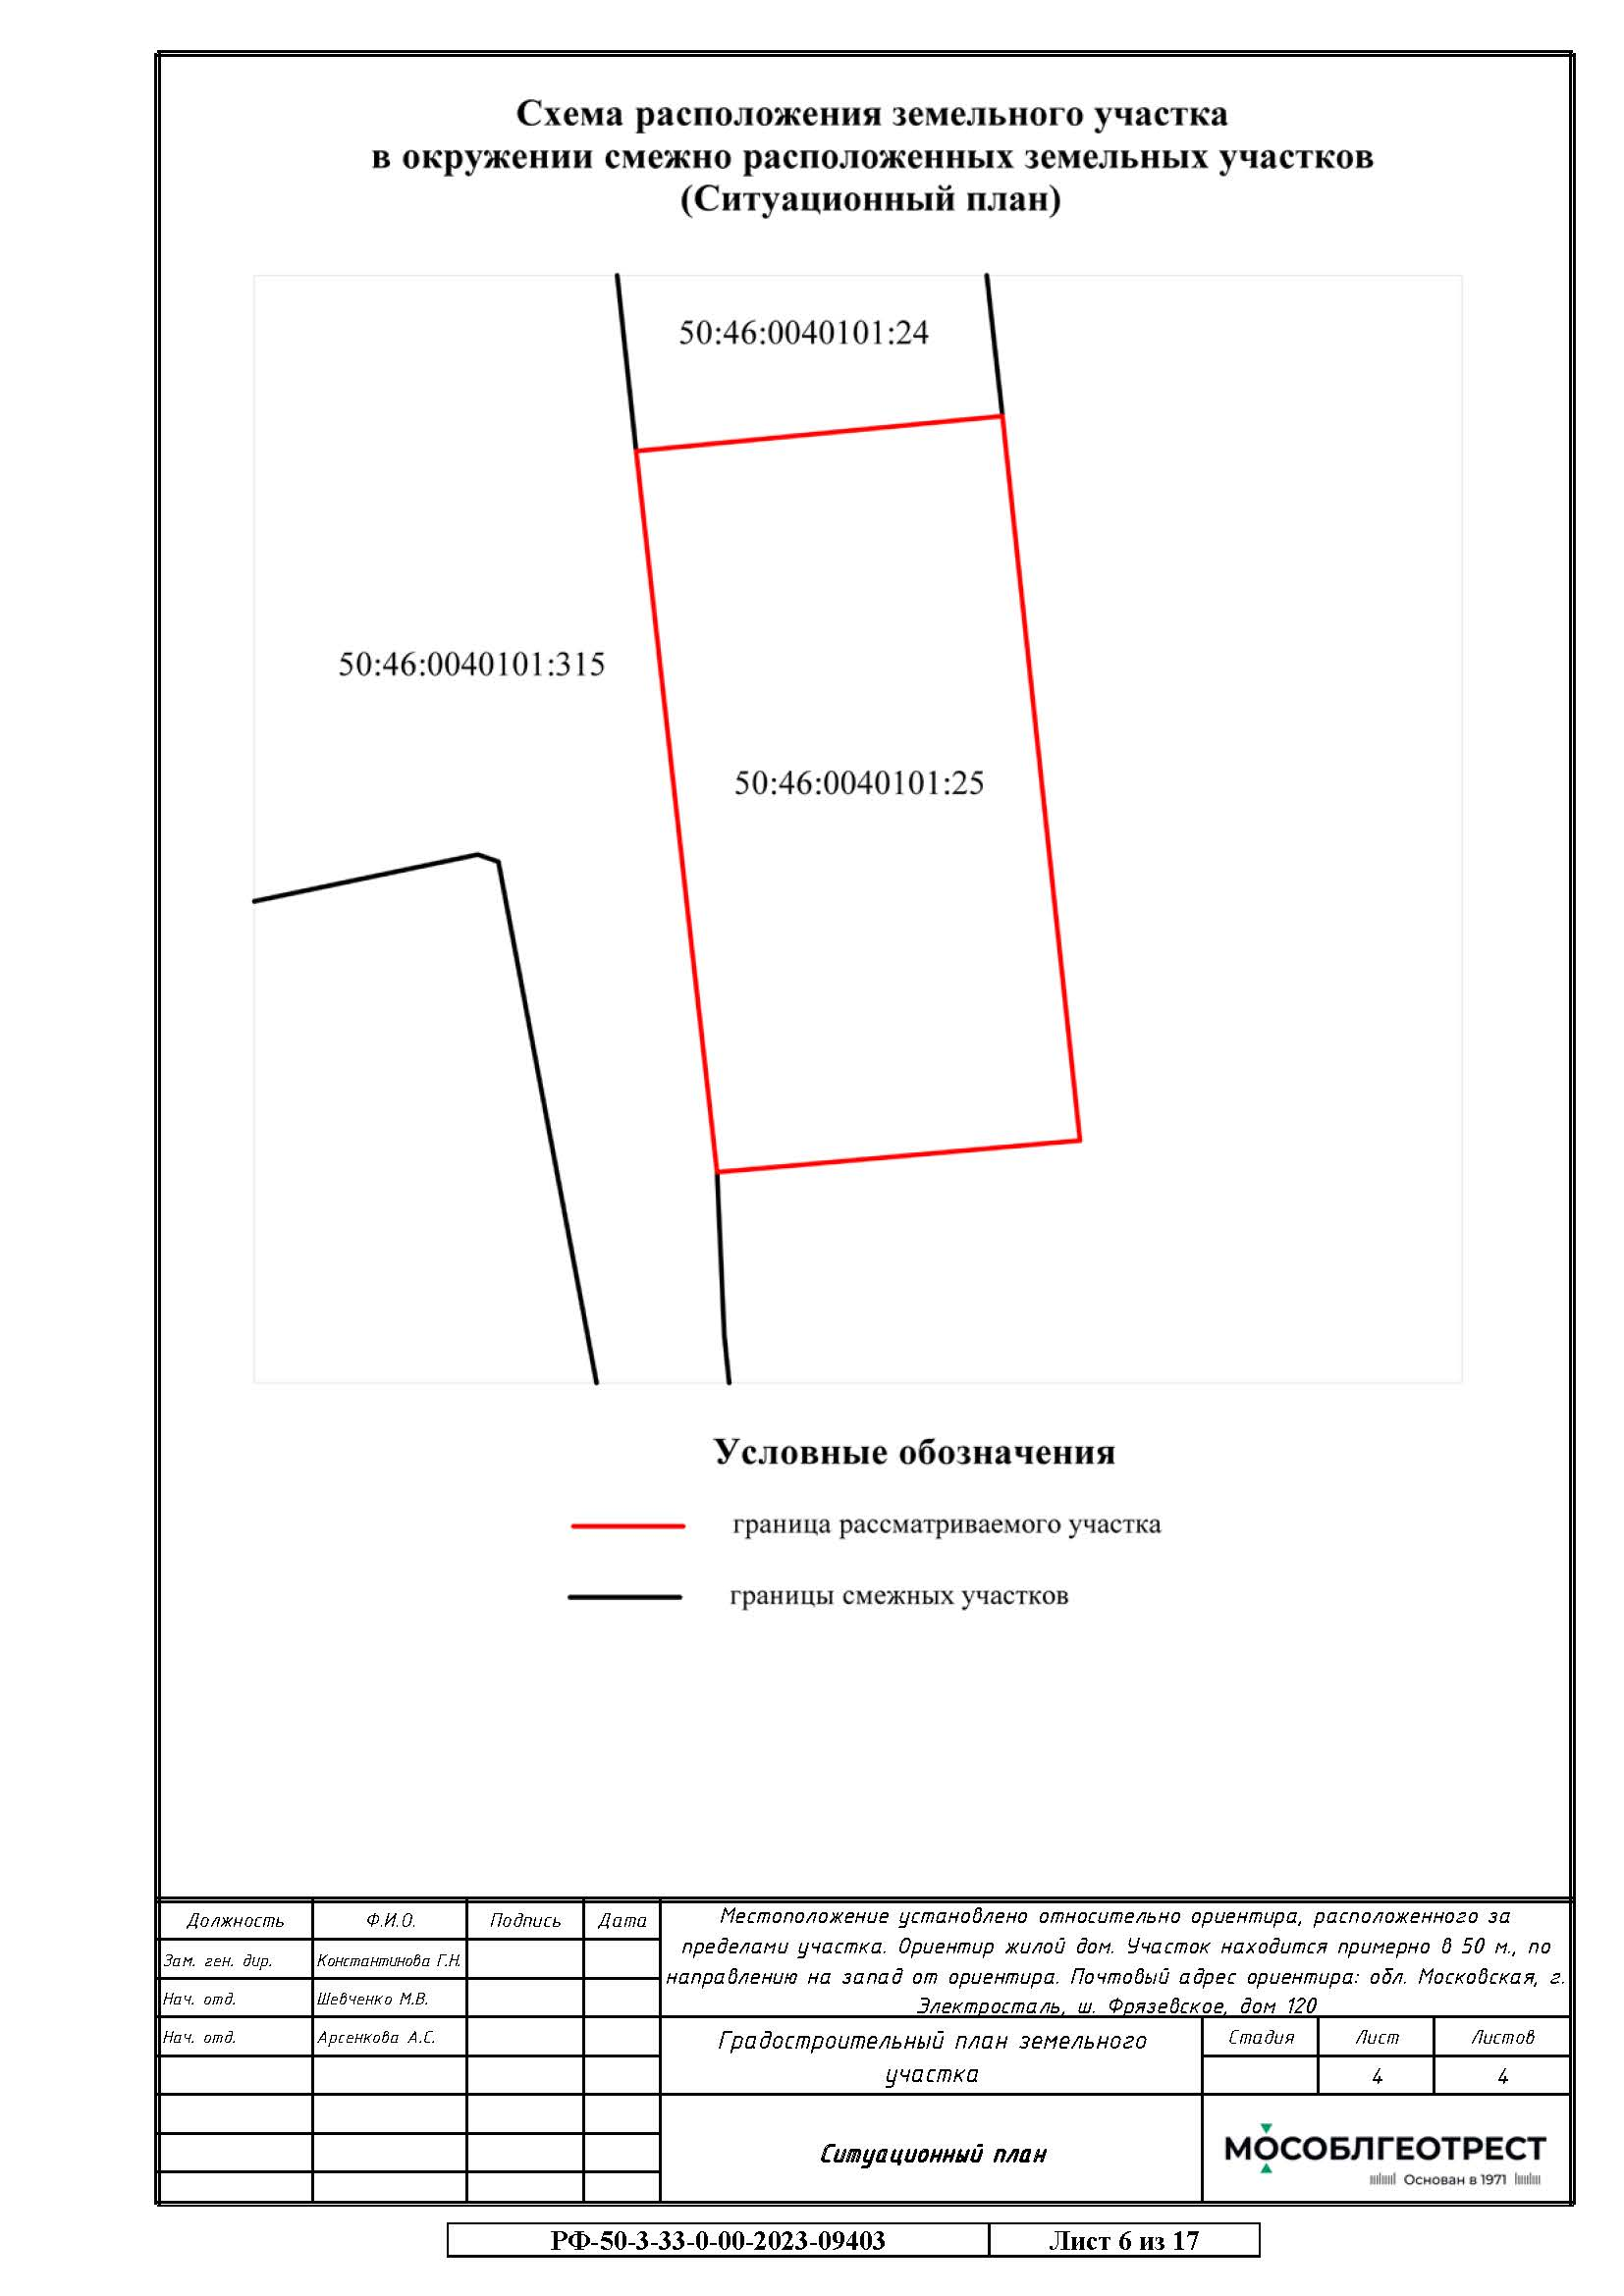 Схема расположения земельного участка
в окружении смежно расположенных земельных участков
(Ситуационный план)
50:46:0040101:24
50:46:0040101:315
50:46:0040101:25
Условные обозначения
граница рассматриваемого участка
границы смежных участков
Должность Ф.И.О. Подпись Дата
Зам. ген. дир. Константинова Г.Н.
Нач. отд. Шевченко М.В.
Нач. отд. Арсенкова А.С.
Местоположение установлено относительно ориентира, расположенного за
пределами участка. Ориентир жилой дом. Участок находится примерно в 50 м., по
направлению на запад от ориентира. Почтовый адрес ориентира: обл. Московская, г.
Электросталь, ш. Фрязевское, дом 120
Градостроительный план земельного
участка
Стадия Лист Листов
4 4
Ситуационный план
МОСОБЛГЕОТРЕСТ
Основан в 1971
РФ-50-3-33-0-00-2023-09403 Лист 6 из 17